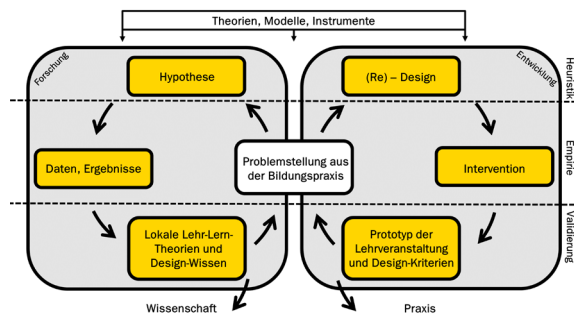 Theorien, Modelle, Instrumente
Forschung
Entwicklung
Hypothese
(Re) – Design
Heuristik
Daten, Ergebnisse
Problemstellung aus
der Bildungspraxis
Intervention
Empirie
Lokale Lehr-Lern-
Theorien und
Design-Wissen
Prototyp der
Lehrveranstaltung
und Design-Kriterien
Validierung
Wissenschaft
Praxis